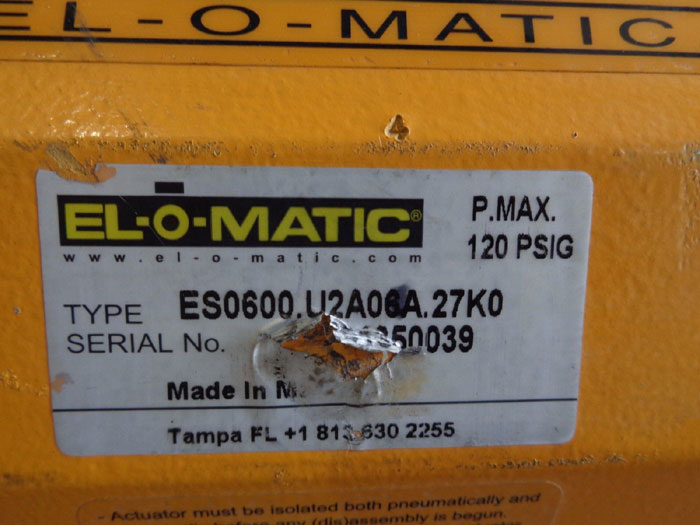 EL-O-MATIC
4
EL-O-MATIC®
P.MAX.
120 PSIG
www.el-o-matic.com
TYPE ES0600.U2A06A.27K0
SERIAL No.
Made In
Tampa FL +1 813 630 2255
- Actuator must be isolated both pneumatically and
before any (dis)assembly is begun.